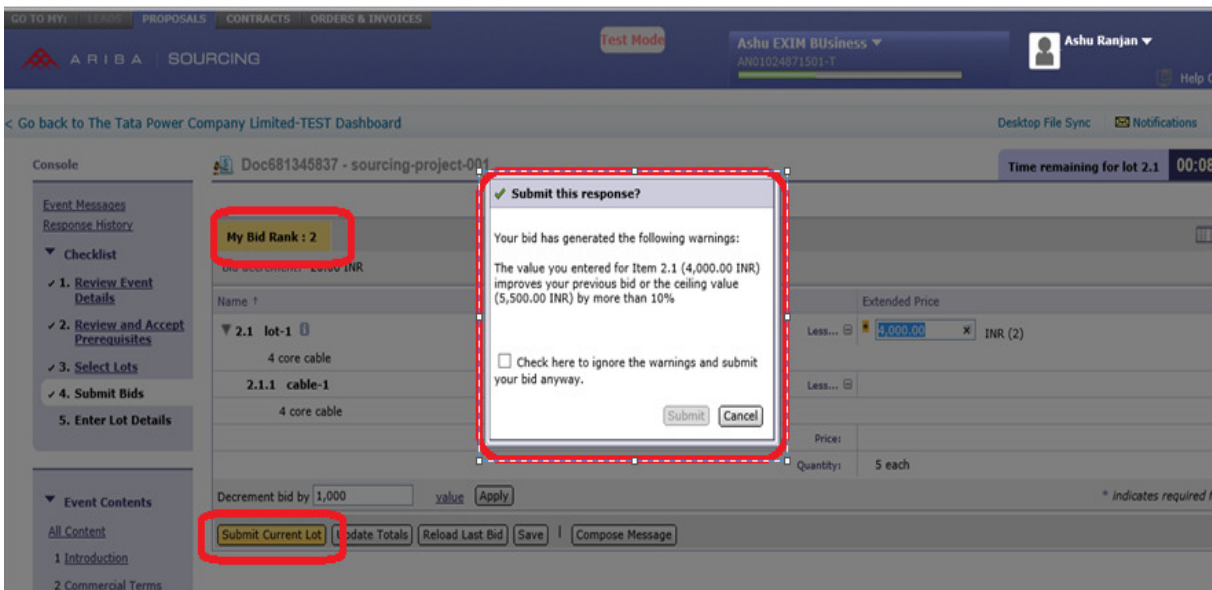 GO TO MY: LEADS PROPOSALS CONTRACTS ORDERS & INVOICES
ARIBA SOURCING
Test Mode
Ashu EXIM BUsiness
AN01024871501-T
Ashu Ranjan
Help
< Go back to The Tata Power Company Limited-TEST Dashboard
Desktop File Sync
Notifications
Console
Doc681345837 - sourcing-project-001
Time remaining for lot 2.1 00:08
Event Messages
Response History
Checklist
1. Review Event
Details
2. Review and Accept
Prerequisites
3. Select Lots
4. Submit Bids
5. Enter Lot Details
Event Contents
All Content
1 Introduction
2 Commercial Terms
My Bid Rank : 2
Bid decrement: 20.00 INR
Name ↑
Extended Price
2.1 lot-1
Less...
* 4,000.00 × INR (2)
4 core cable
2.1.1 cable-1
Less...
4 core cable
Price:
Quantity: 5 each
Decrement bid by 1,000 value Apply
* indicates required
Submit Current Lot Update Totals Reload Last Bid Save | Compose Message
Submit this response?
Your bid has generated the following warnings:
The value you entered for Item 2.1 (4,000.00 INR)
improves your previous bid or the ceiling value
(5,500.00 INR) by more than 10%
Check here to ignore the warnings and submit
your bid anyway.
Submit Cancel